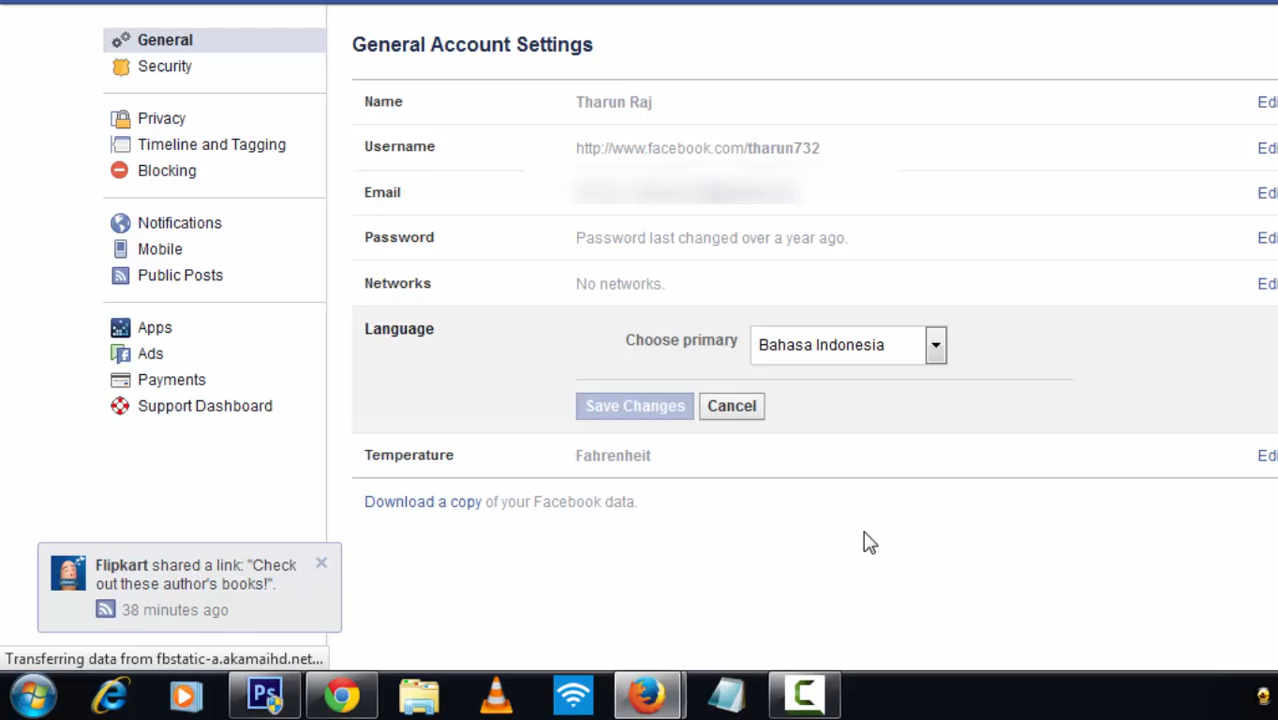 General
Security
Privacy
Timeline and Tagging
Blocking
Notifications
Mobile
Public Posts
Apps
Ads
Payments
Support Dashboard
General Account Settings
Name Tharun Raj Edi
Username http://www.facebook.com/tharun732 Edi
Email Edi
Password Password last changed over a year ago. Edi
Networks No networks. Edi
Language Choose primary Bahasa Indonesia
Save Changes Cancel
Temperature Fahrenheit Edi
Download a copy of your Facebook data.
Flipkart shared a link: "Check
out these author's books!".
38 minutes ago
Transferring data from fbstatic-a.akamaihd.net...
Ps